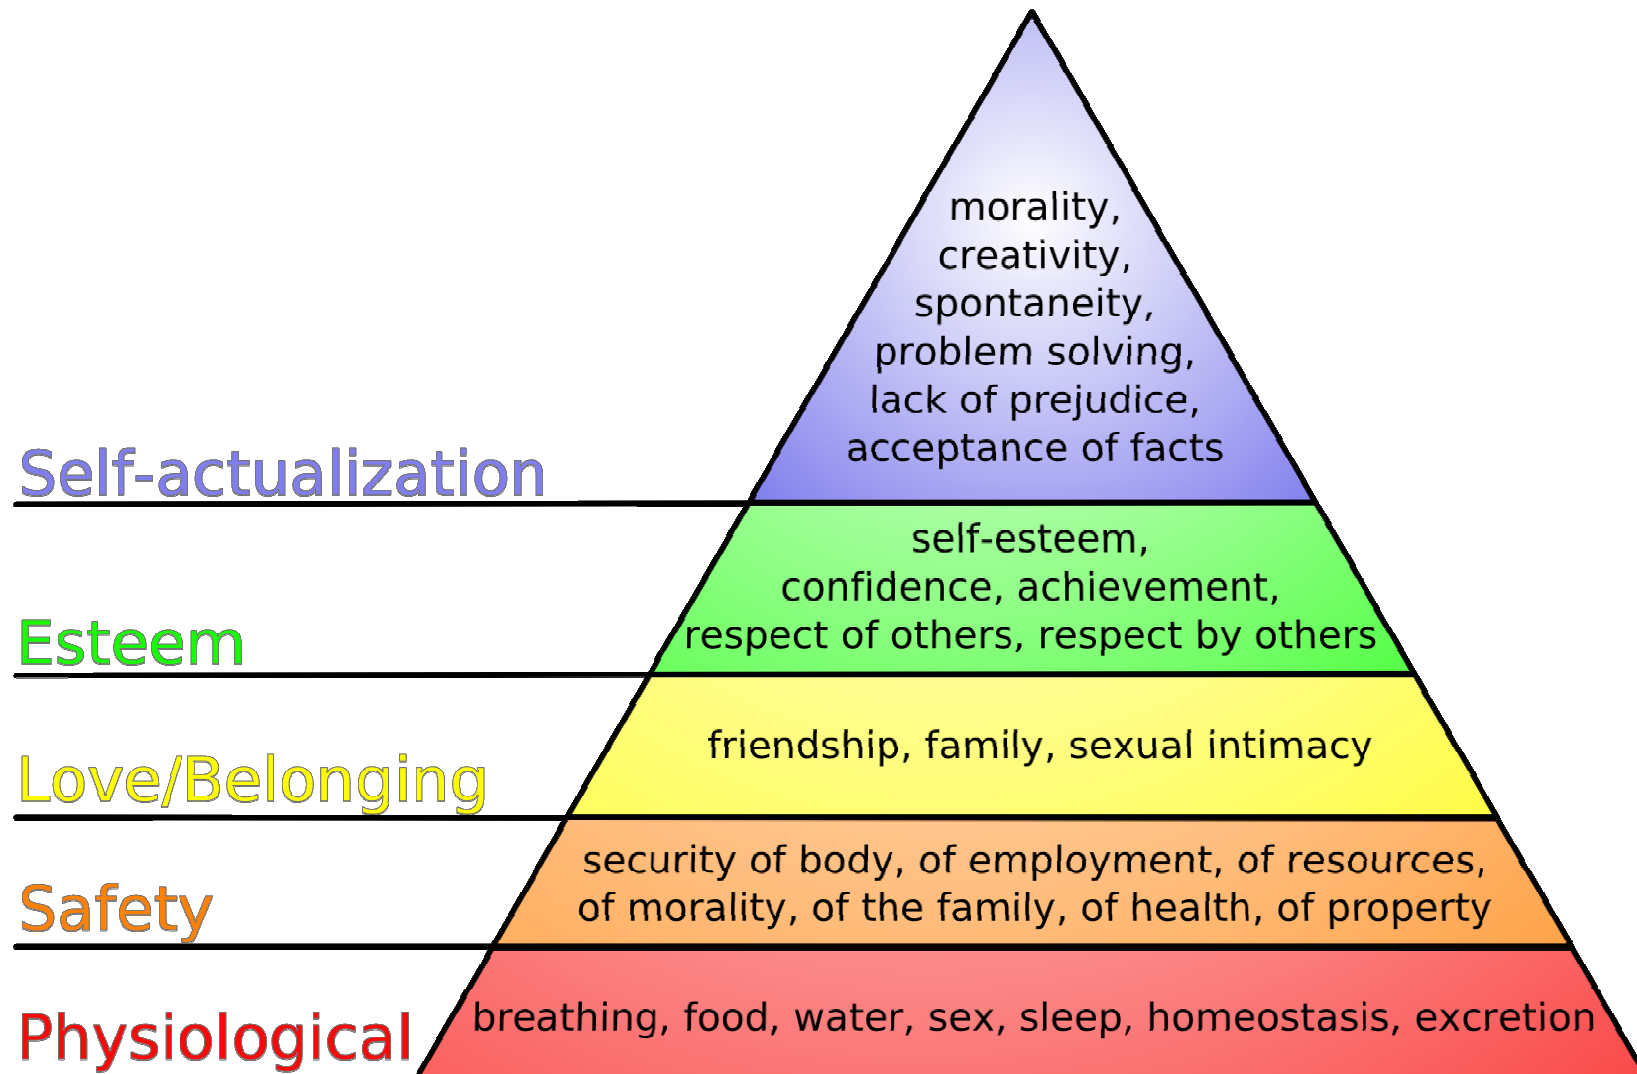 morality,
creativity,
spontaneity,
problem solving,
lack of prejudice,
acceptance of facts
Self-actualization
self-esteem,
confidence, achievement,
respect of others, respect by others
Esteem
friendship, family, sexual intimacy
Love/Belonging
security of body, of employment, of resources,
of morality, of the family, of health, of property
Safety
breathing, food, water, sex, sleep, homeostasis, excretion
Physiological